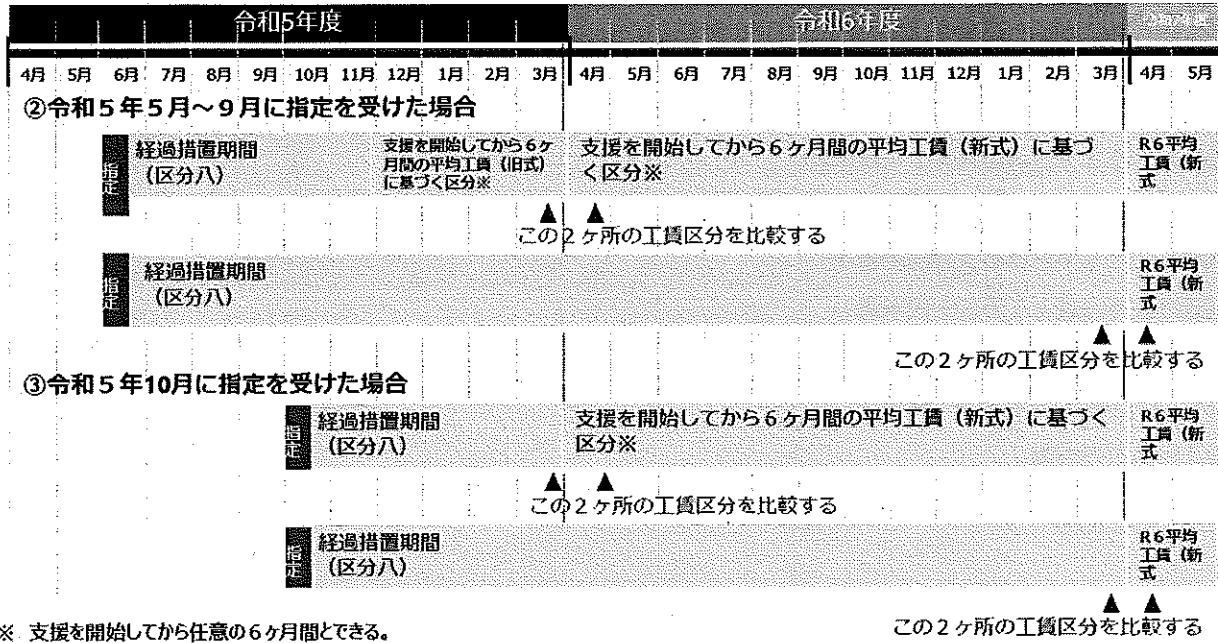 令和5年度 令和6年度 令和7年度
4月 5月 6月 7月 8月 9月 10月 11月 12月 1月 2月 3月 4月 5月 6月 7月 8月 9月 10月 11月 12月 1月 2月 3月 4月 5月
②令和５年５月～９月に指定を受けた場合
指定
経過措置期間
（区分八）
支援を開始してから６ヶ
月間の平均工賃（旧式）
に基づく区分※
支援を開始してから６ヶ月間の平均工賃（新式）に基づ
く区分※
R６平均
工賃（新
式
▲ ▲
この２ヶ所の工賃区分を比較する
指定
経過措置期間
（区分八）
R６平均
工賃（新
式
▲ ▲
この２ヶ所の工賃区分を比較する
③令和５年10月に指定を受けた場合
指定
経過措置期間
（区分八）
支援を開始してから６ヶ月間の平均工賃（新式）に基づく
区分※
R６平均
工賃（新
式
▲ ▲
この２ヶ所の工賃区分を比較する
指定
経過措置期間
（区分八）
R６平均
工賃（新
式
▲ ▲
この２ヶ所の工賃区分を比較する
※ 支援を開始してから任意の６ヶ月間とできる。